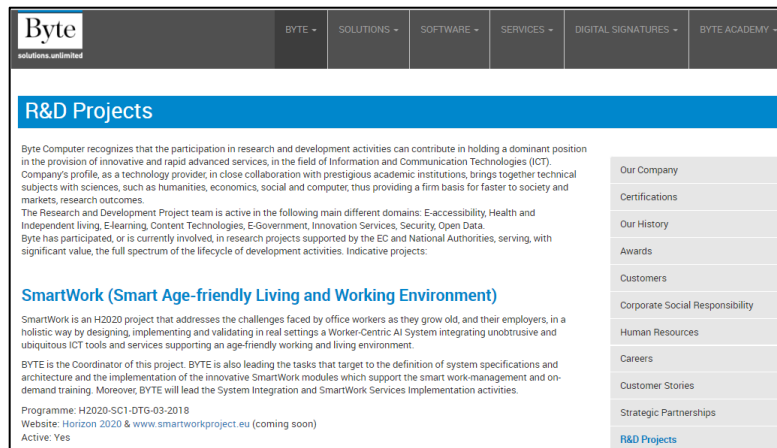 Byte
solutions.unlimited
BYTE
SOLUTIONS
SOFTWARE
SERVICES
DIGITAL SIGNATURES
BYTE ACADEMY
R&D Projects
Byte Computer recognizes that the participation in research and development activities can contribute in holding a dominant position
in the provision of innovative and rapid advanced services, in the field of Information and Communication Technologies (ICT).
Company's profile, as a technology provider, in close collaboration with prestigious academic institutions, brings together technical
subjects with sciences, such as humanities, economics, social and computer, thus providing a firm basis for faster to society and
markets, research outcomes.
The Research and Development Project team is active in the following main different domains: E-accessibility, Health and
Independent living, E-learning, Content Technologies, E-Government, Innovation Services, Security, Open Data.
Byte has participated, or is currently involved, in research projects supported by the EC and National Authorities, serving, with
significant value, the full spectrum of the lifecycle of development activities. Indicative projects:
SmartWork (Smart Age-friendly Living and Working Environment)
SmartWork is an H2020 project that addresses the challenges faced by office workers as they grow old, and their employers, in a
holistic way by designing, implementing and validating in real settings a Worker-Centric AI System integrating unobtrusive and
ubiquitous ICT tools and services supporting an age-friendly working and living environment.
BYTE is the Coordinator of this project. BYTE is also leading the tasks that target to the definition of system specifications and
architecture and the implementation of the innovative SmartWork modules which support the smart work-management and on-
demand training. Moreover, BYTE will lead the System Integration and SmartWork Services Implementation activities.
Programme: H2020-SC1-DTG-03-2018
Website: Horizon 2020 & www.smartworkproject.eu (coming soon)
Active: Yes
Our Company
Certifications
Our History
Awards
Customers
Corporate Social Responsibility
Human Resources
Careers
Customer Stories
Strategic Partnerships
R&D Projects